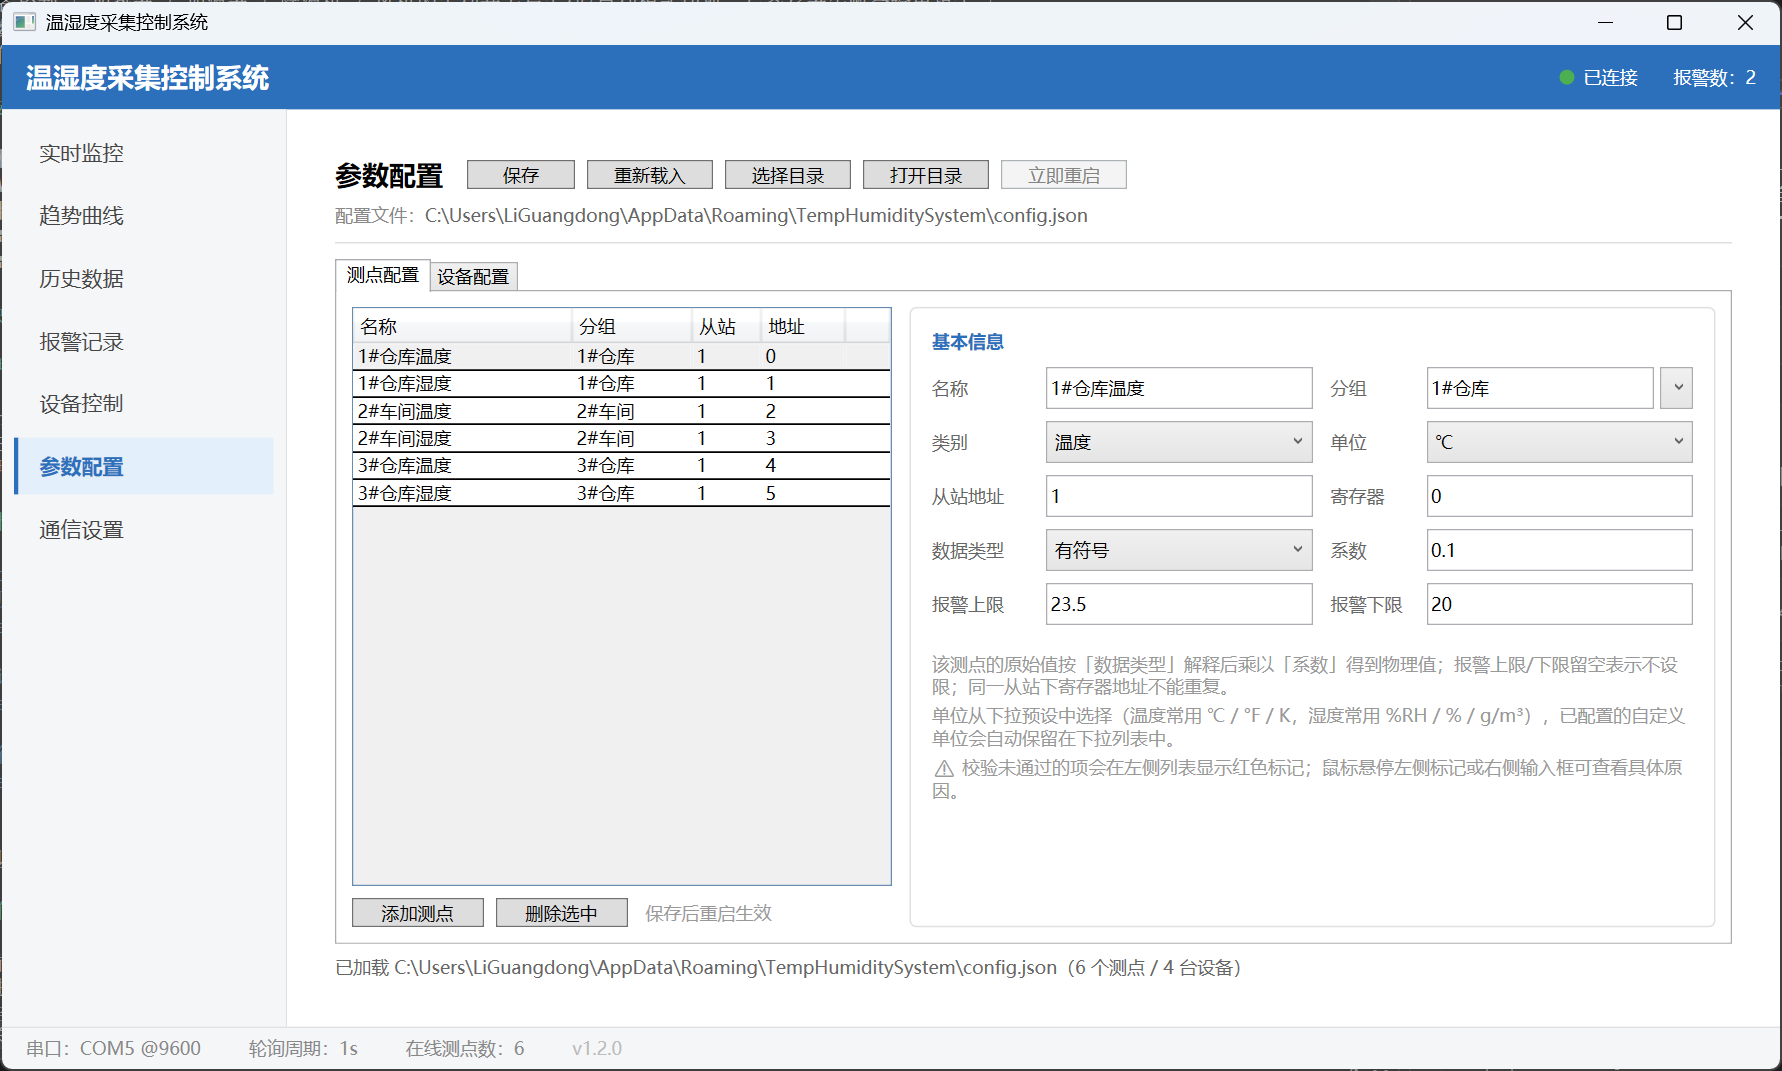 温湿度采集控制系统
温湿度采集控制系统
已连接 报警数：2
实时监控
趋势曲线
历史数据
报警记录
设备控制
参数配置
通信设置
参数配置 保存 重新载入 选择目录 打开目录 立即重启
配置文件：C:\Users\LiGuangdong\AppData\Roaming\TempHumiditySystem\config.json
测点配置 设备配置
名称 分组 从站 地址
1#仓库温度 1#仓库 1 0
1#仓库湿度 1#仓库 1 1
2#车间温度 2#车间 1 2
2#车间湿度 2#车间 1 3
3#仓库温度 3#仓库 1 4
3#仓库湿度 3#仓库 1 5
添加测点 删除选中 保存后重启生效
基本信息
名称 1#仓库温度 分组 1#仓库
类别 温度 单位 ℃
从站地址 1 寄存器 0
数据类型 有符号 系数 0.1
报警上限 23.5 报警下限 20
该测点的原始值按「数据类型」解释后乘以「系数」得到物理值；报警上限/下限留空表示不设
限；同一从站下寄存器地址不能重复。
单位从下拉预设中选择（温度常用 ℃ / ℉ / K，湿度常用 %RH / % / g/m³），已配置的自定义
单位会自动保留在下拉列表中。
⚠ 校验未通过的项会在左侧列表显示红色标记；鼠标悬停左侧标记或右侧输入框可查看具体原
因。
已加载 C:\Users\LiGuangdong\AppData\Roaming\TempHumiditySystem\config.json（6 个测点 / 4 台设备）
串口：COM5 @9600 轮询周期：1s 在线测点数：6 v1.2.0